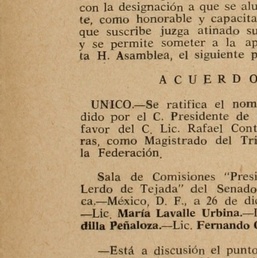 con la designación a que se alu
te, como honorable y capacita
que suscribe juzga atinado su
y se permite someter a la ap
ta H. Asamblea, el siguiente p
ACUERDO
UNICO.—Se ratifica el nom
dido por el C. Presidente de
favor del C. Lic. Rafael Cont
ras, como Magistrado del Tri
la Federación.
Sala de Comisiones "Presi
Lerdo de Tejada" del Senado
ca.—México, D. F., a 26 de dic
—Lic. María Lavalle Urbina.—
dilla Peñaloza.—Lic. Fernando
—Está a discusión el punto